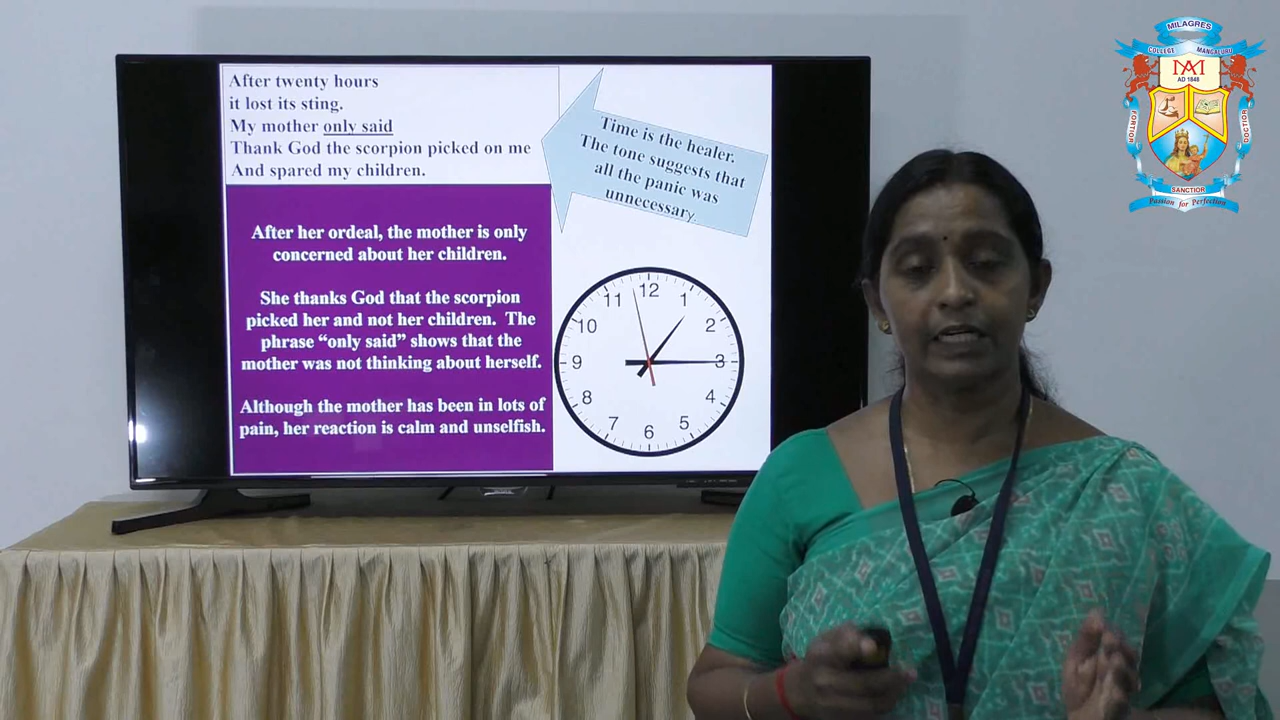 After twenty hours
it lost its sting.
My mother only said
Thank God the scorpion picked on me
And spared my children.
Time is the healer.
The tone suggests that
all the panic was
unnecessary.
After her ordeal, the mother is only
concerned about her children.
She thanks God that the scorpion
picked her and not her children. The
phrase “only said” shows that the
mother was not thinking about herself.
Although the mother has been in lots of
pain, her reaction is calm and unselfish.
12
1
2
3
4
5
6
7
8
9
10
11
MILAGRES
COLLEGE MANGALURU
AD 1848
FORTIOR
DOCTIOR
SANCTIOR
Passion for Perfection